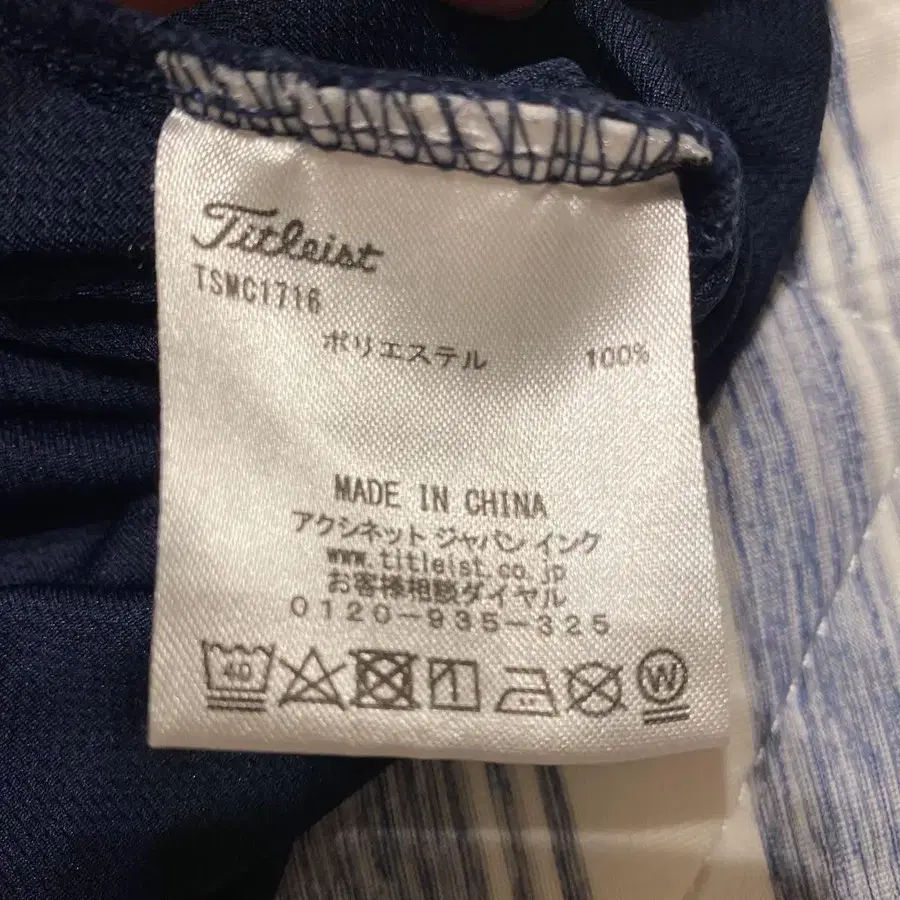 Titleist
TSMC1716
ポリエステル 100%
MADE IN CHINA
アクシネット ジャパン インク
www.titleist.co.jp
お客様相談ダイヤル
0120-935-325
40 W